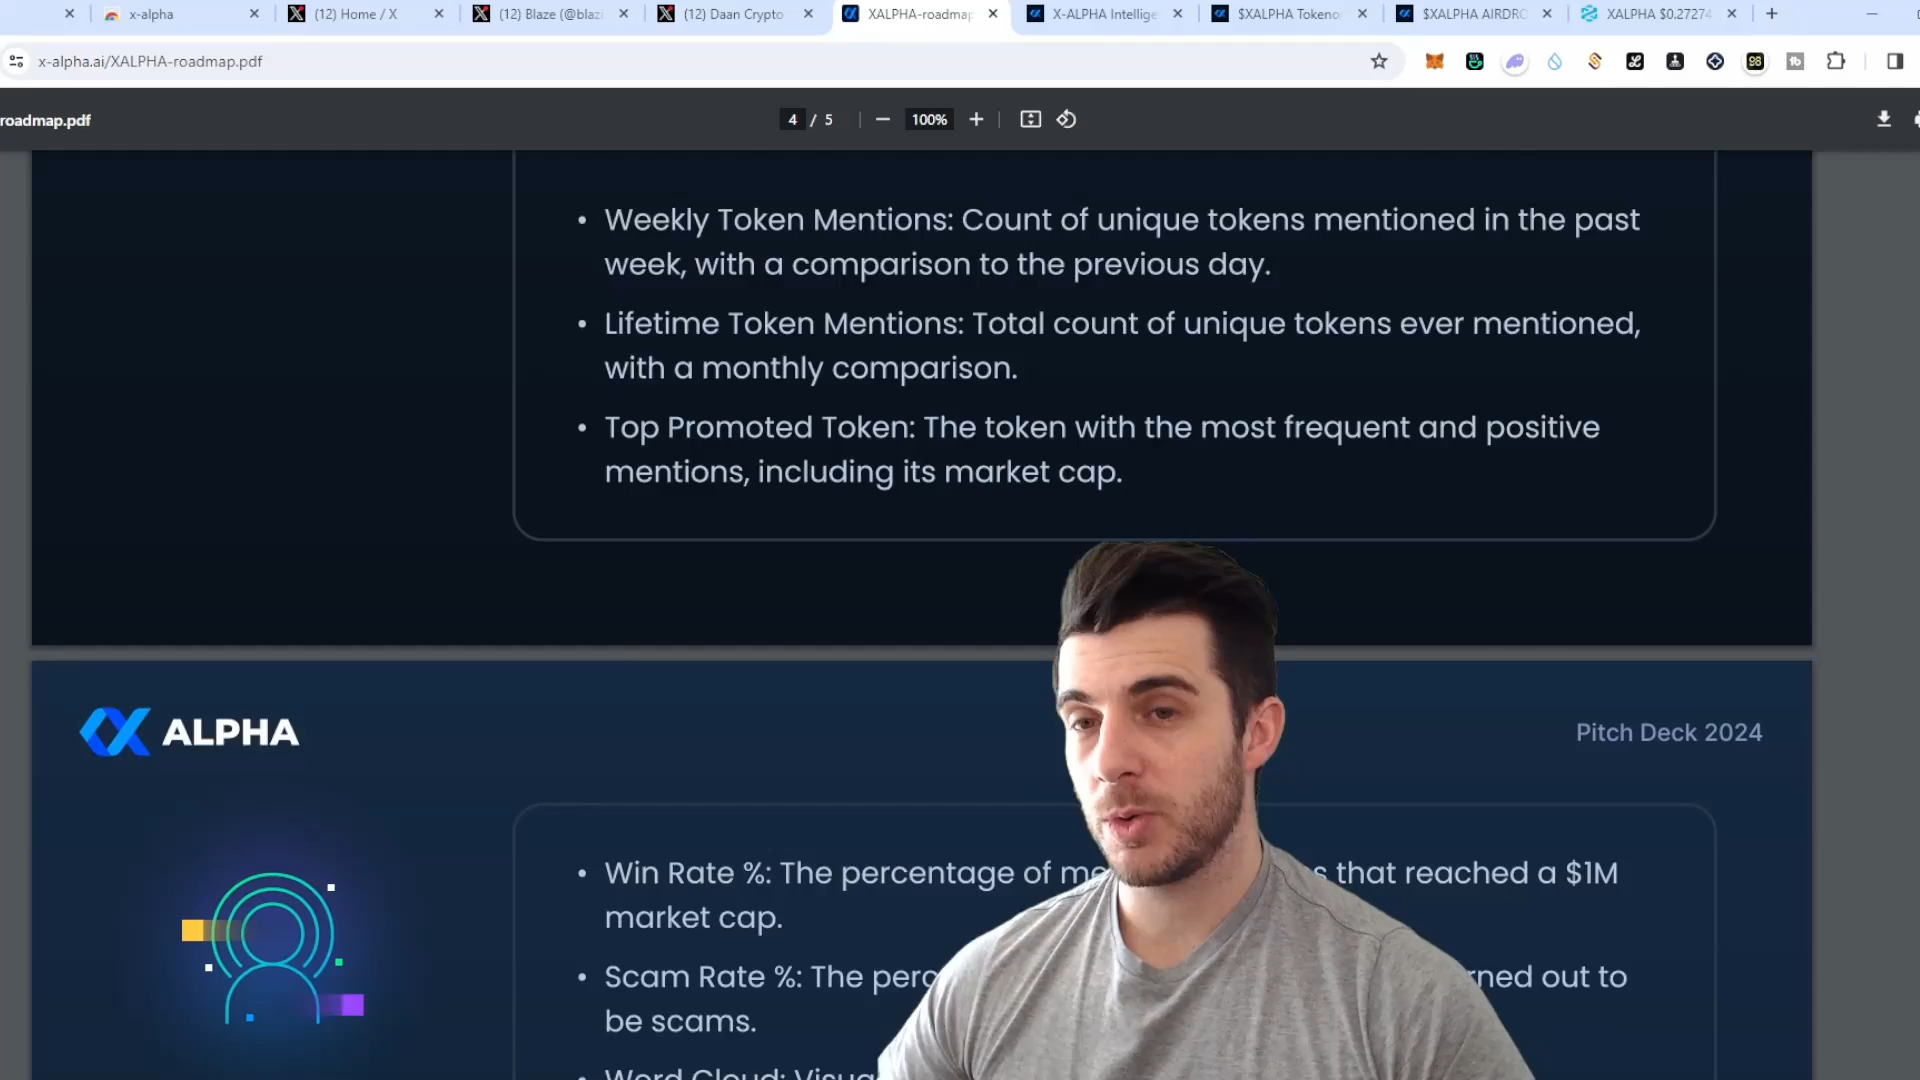 x-alpha
(12) Home / X
(12) Blaze (@blazi
(12) Daan Crypto
XALPHA-roadmap
X-ALPHA Intellige
$XALPHA Tokeno
$XALPHA AIRDRO
XALPHA $0.27274
x-alpha.ai/XALPHA-roadmap.pdf
roadmap.pdf
4 / 5
100%
• Weekly Token Mentions: Count of unique tokens mentioned in the past
week, with a comparison to the previous day.
• Lifetime Token Mentions: Total count of unique tokens ever mentioned,
with a monthly comparison.
• Top Promoted Token: The token with the most frequent and positive
mentions, including its market cap.
ALPHA
Pitch Deck 2024
• Win Rate %: The percentage of me s that reached a $1M
market cap.
• Scam Rate %: The perc rned out to
be scams.
• Word Cloud: Visua